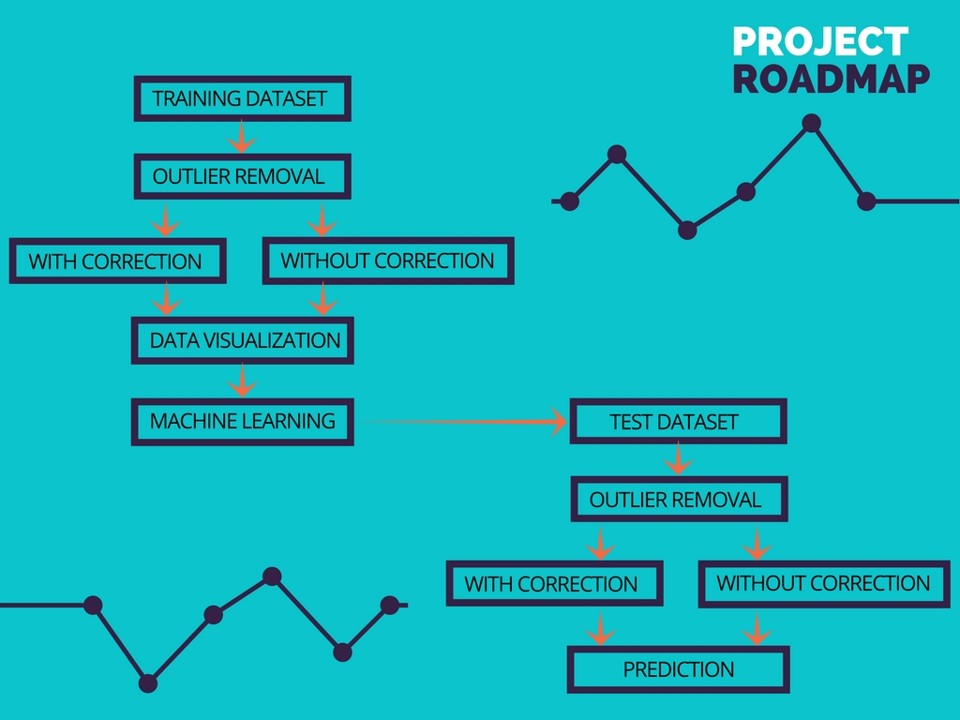 PROJECT
ROADMAP
TRAINING DATASET
OUTLIER REMOVAL
WITH CORRECTION
WITHOUT CORRECTION
DATA VISUALIZATION
MACHINE LEARNING
TEST DATASET
OUTLIER REMOVAL
WITH CORRECTION
WITHOUT CORRECTION
PREDICTION